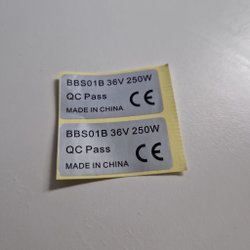 BBS01B 36V 250W
QC Pass
MADE IN CHINA CE
BBS01B 36V 250W
QC Pass
MADE IN CHINA CE